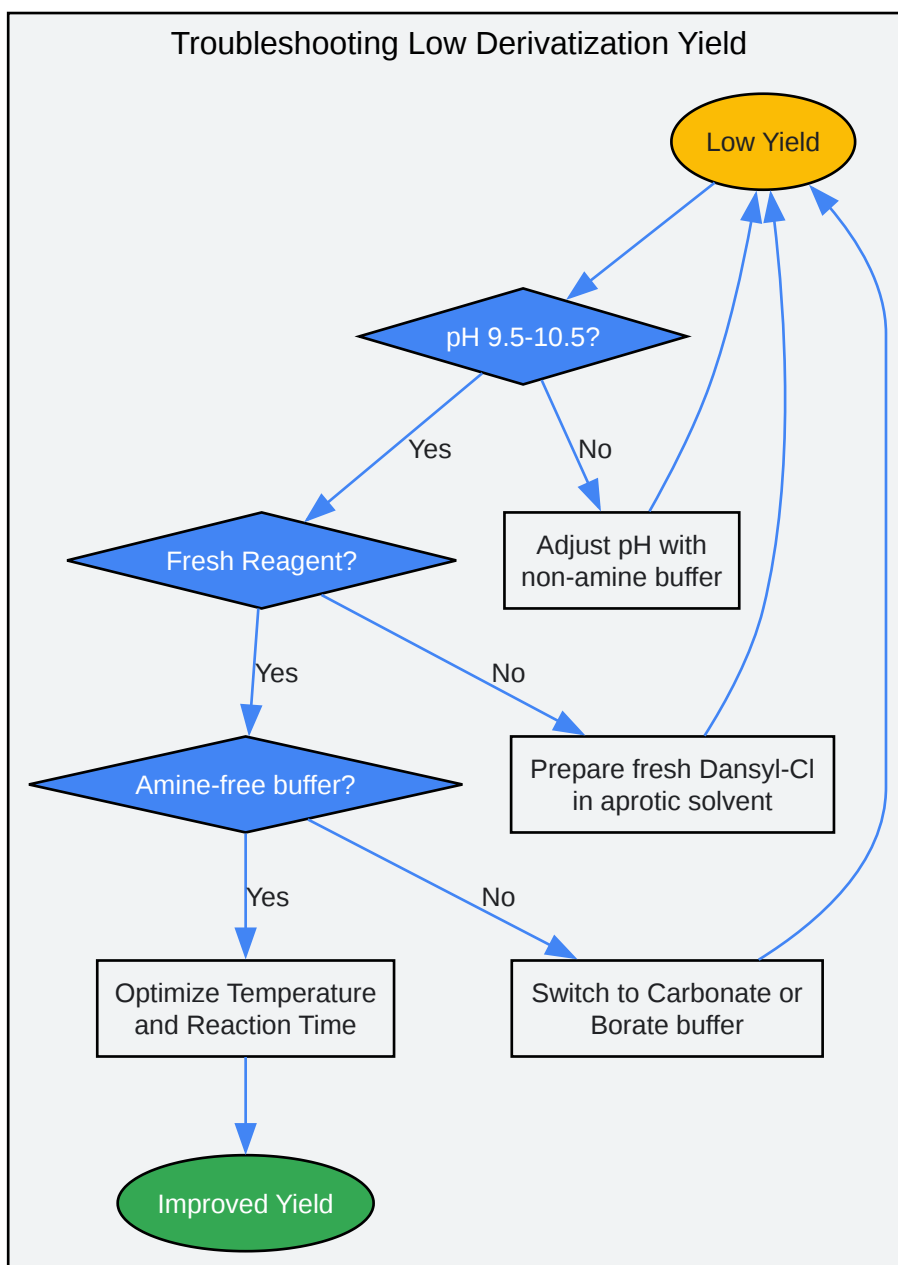 Troubleshooting Low Derivatization Yield
Low Yield
pH 9.5-10.5?
Yes
No
Fresh Reagent?
Adjust pH with
non-amine buffer
Yes
No
Amine-free buffer?
Prepare fresh Dansyl-Cl
in aprotic solvent
Yes
No
Optimize Temperature
and Reaction Time
Switch to Carbonate or
Borate buffer
Improved Yield